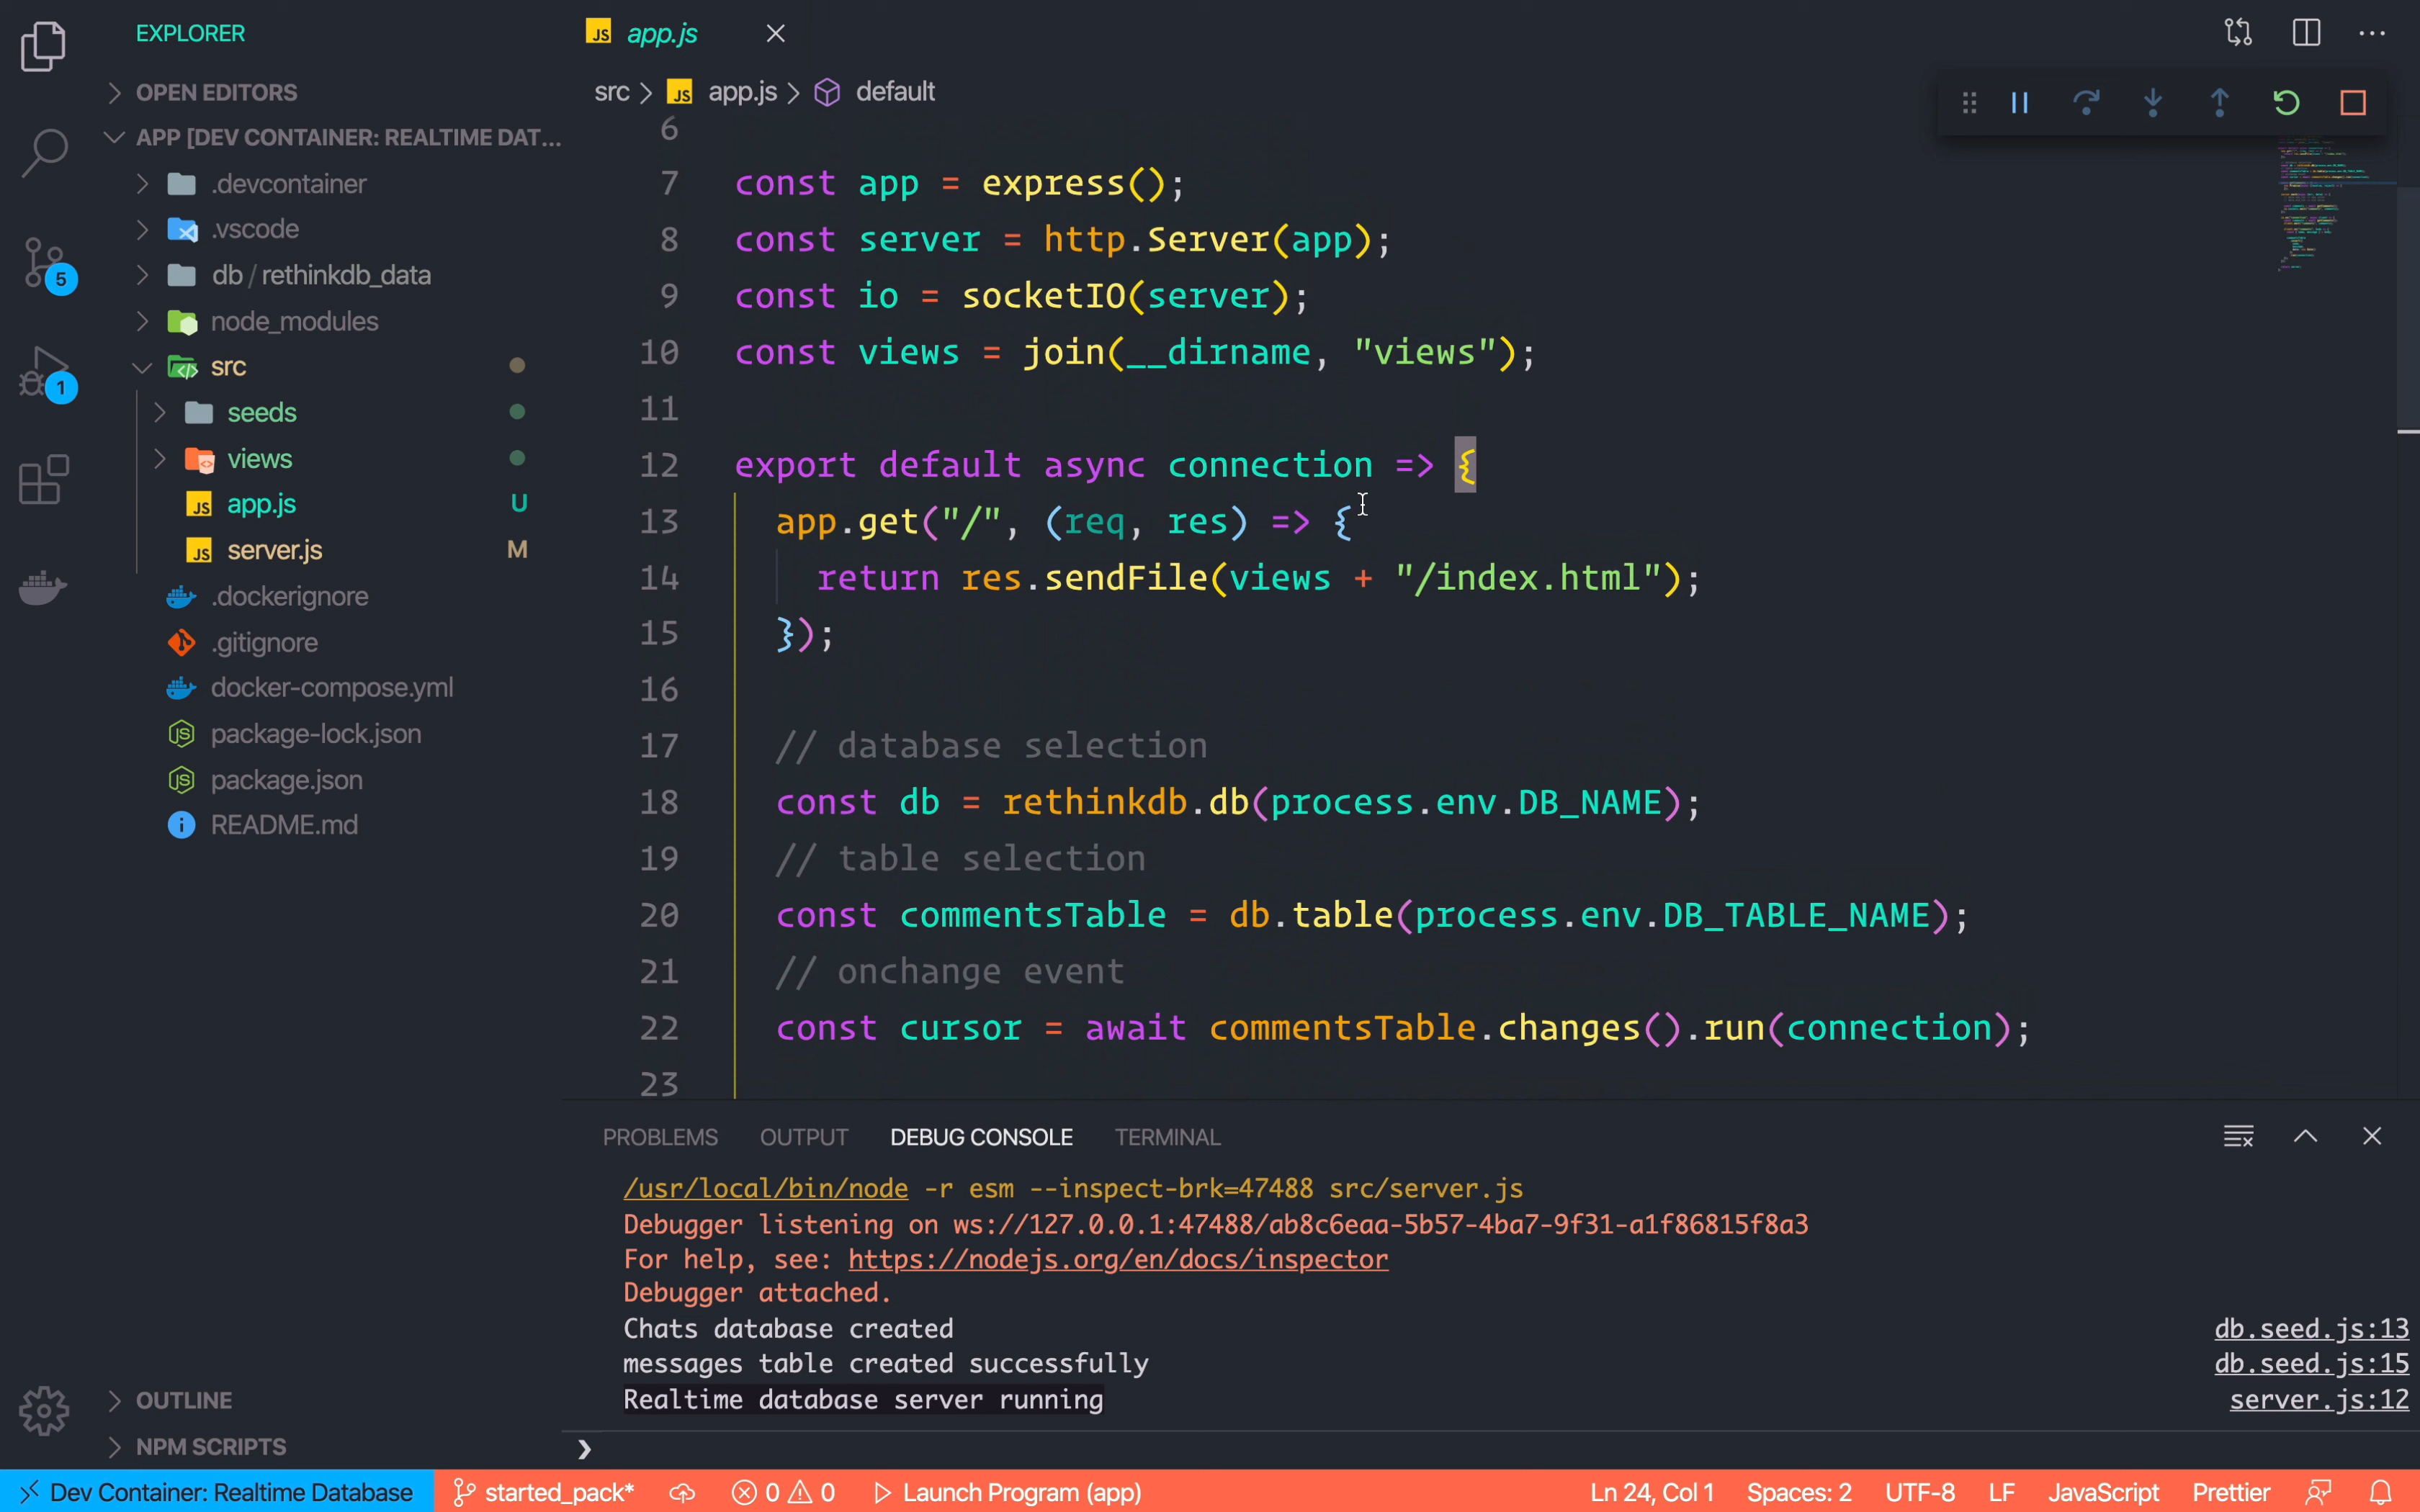 EXPLORER
OPEN EDITORS
APP [DEV CONTAINER: REALTIME DAT...
.devcontainer
.vscode
db / rethinkdb_data
node_modules
src
seeds
views
JS app.js U
JS server.js M
.dockerignore
.gitignore
docker-compose.yml
package-lock.json
package.json
README.md
OUTLINE
NPM SCRIPTS
5
1
JS app.js
src > JS app.js > default
6
7 const app = express();
8 const server = http.Server(app);
9 const io = socketIO(server);
10 const views = join(__dirname, "views");
11
12 export default async connection => {
13 app.get("/", (req, res) => {
14 return res.sendFile(views + "/index.html");
15 });
16
17 // database selection
18 const db = rethinkdb.db(process.env.DB_NAME);
19 // table selection
20 const commentsTable = db.table(process.env.DB_TABLE_NAME);
21 // onchange event
22 const cursor = await commentsTable.changes().run(connection);
23
PROBLEMS OUTPUT DEBUG CONSOLE TERMINAL
/usr/local/bin/node -r esm --inspect-brk=47488 src/server.js
Debugger listening on ws://127.0.0.1:47488/ab8c6eaa-5b57-4ba7-9f31-a1f86815f8a3
For help, see: https://nodejs.org/en/docs/inspector
Debugger attached.
Chats database created db.seed.js:13
messages table created successfully db.seed.js:15
Realtime database server running server.js:12
Dev Container: Realtime Database started_pack* 0 0 Launch Program (app) Ln 24, Col 1 Spaces: 2 UTF-8 LF JavaScript Prettier